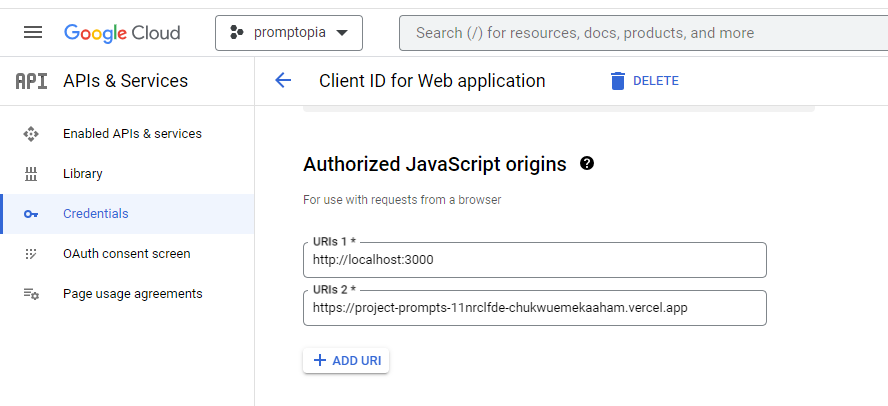 Google Cloud
promptopia
Search (/) for resources, docs, products, and more
API APIs & Services
Client ID for Web application
DELETE
Enabled APIs & services
Library
Credentials
OAuth consent screen
Page usage agreements
Authorized JavaScript origins ?
For use with requests from a browser
URIs 1 *
http://localhost:3000
URIs 2 *
https://project-prompts-11nrclfde-chukwuemekaaham.vercel.app
+ ADD URI